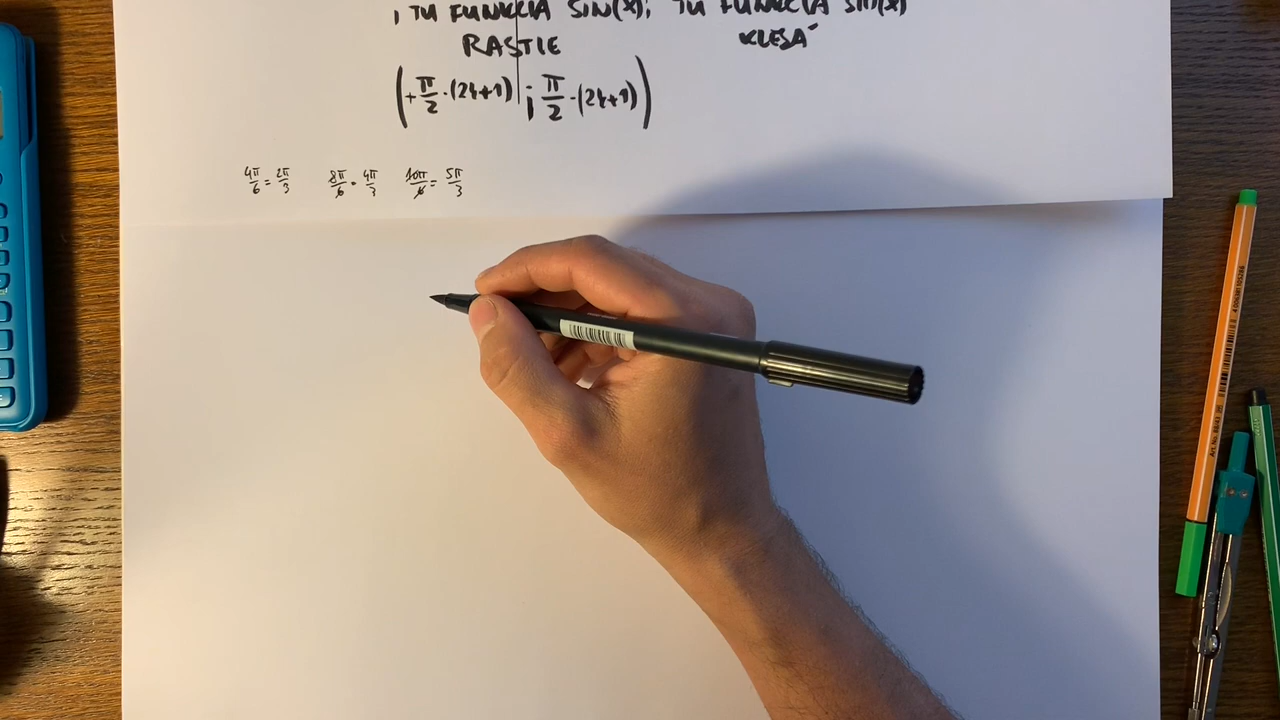 ; TU FUNKCIA SIN(X); TU FUNKCIA SIN(X)
RASTIE KLESÁ
(+π/2·(2k+1) ; π/2·(2k+1))
4π/6 = 2π/3 8π/6 = 4π/3 10π/6 = 5π/3